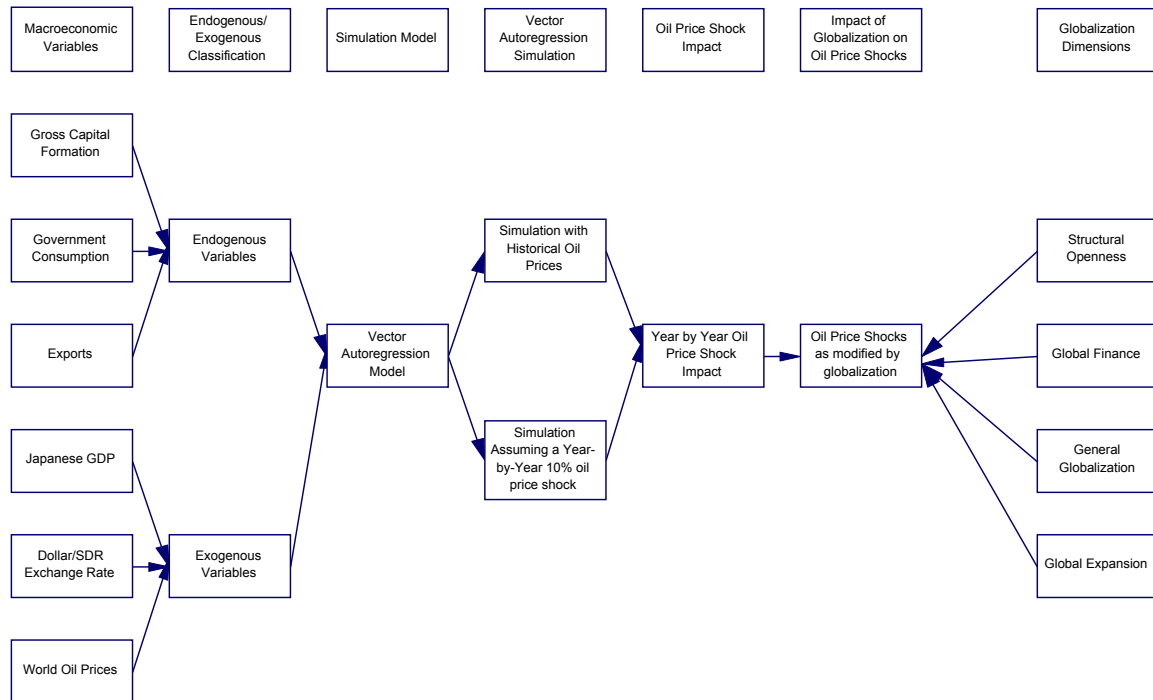 Macroeconomic
Variables
Endogenous/
Exogenous
Classification
Simulation Model
Vector
Autoregression
Simulation
Oil Price Shock
Impact
Impact of
Globalization on
Oil Price Shocks
Globalization
Dimensions
Gross Capital
Formation
Government
Consumption
Exports
Japanese GDP
Dollar/SDR
Exchange Rate
World Oil Prices
Endogenous
Variables
Exogenous
Variables
Vector
Autoregression
Model
Simulation with
Historical Oil
Prices
Simulation
Assuming a Year-
by-Year 10% oil
price shock
Year by Year Oil
Price Shock
Impact
Oil Price Shocks
as modified by
globalization
Structural
Openness
Global Finance
General
Globalization
Global Expansion